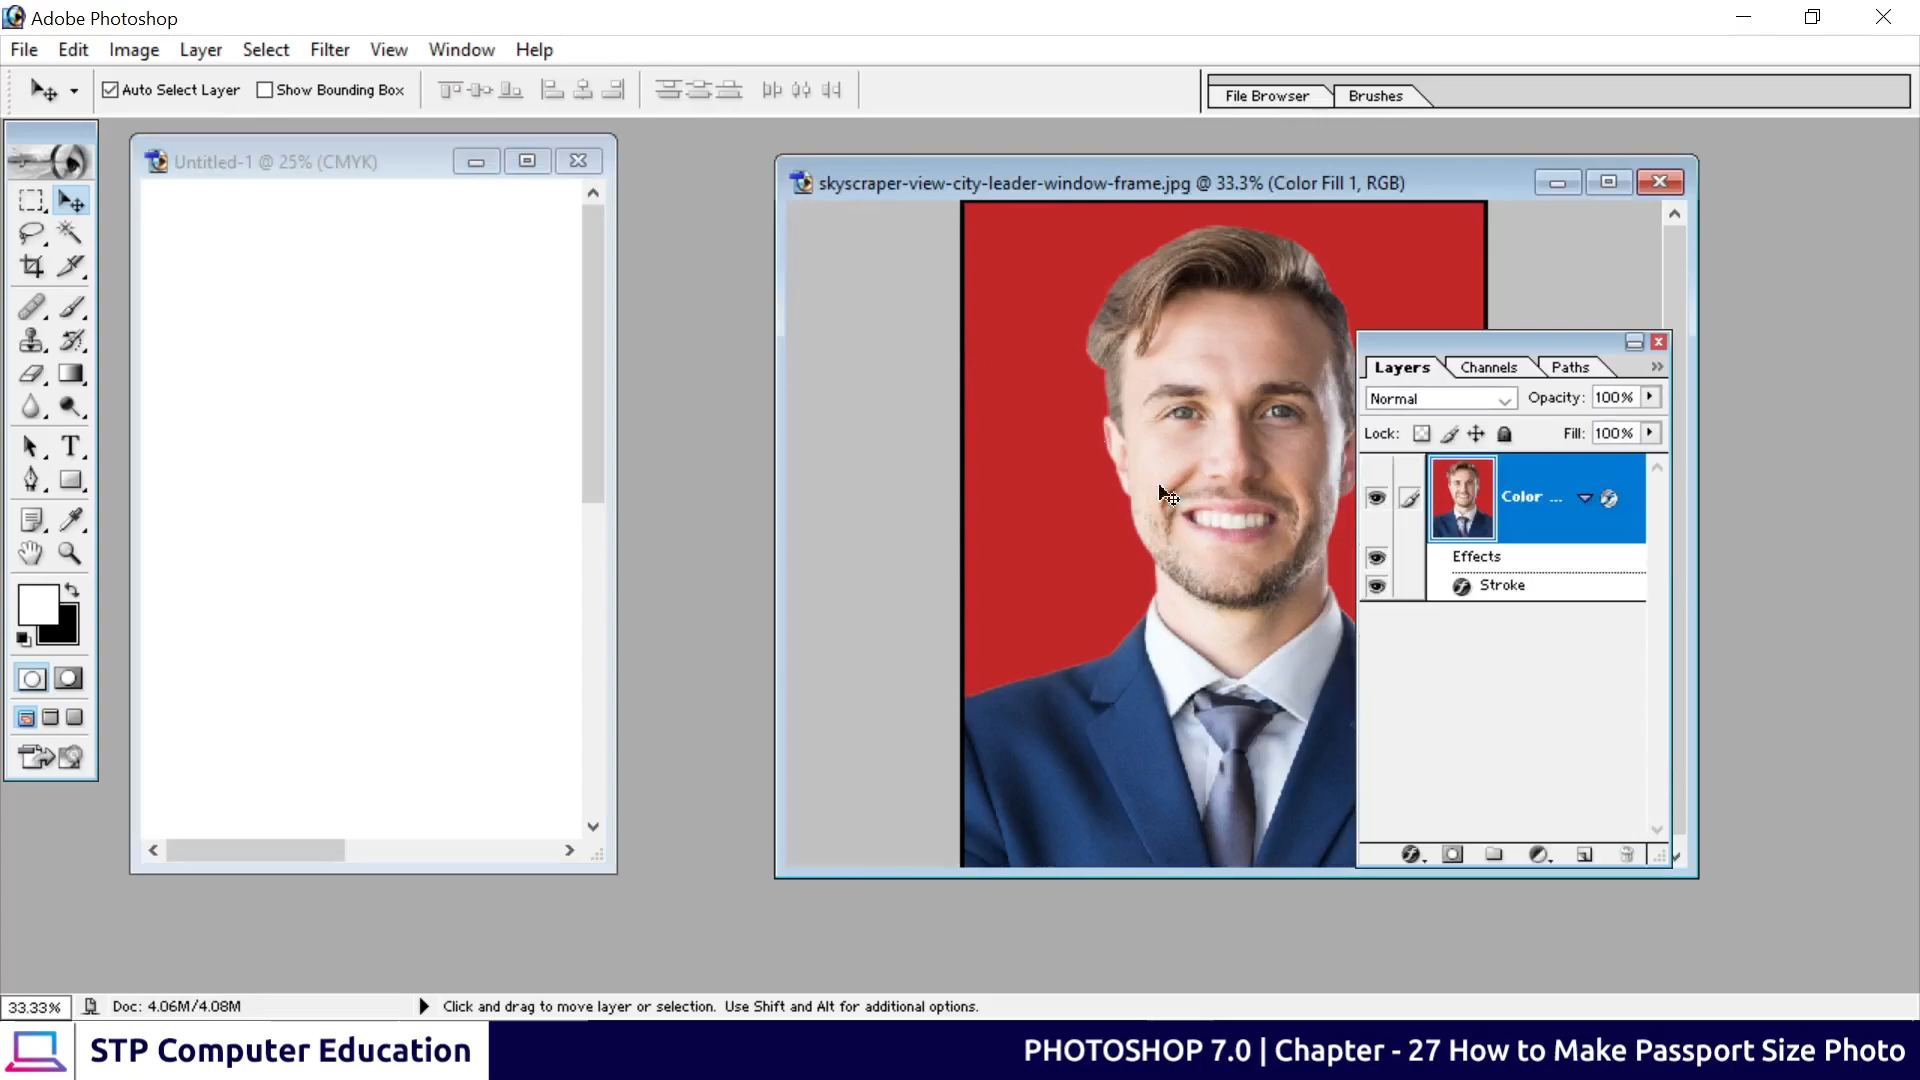 Adobe Photoshop
File Edit Image Layer Select Filter View Window Help
Auto Select Layer Show Bounding Box
File Browser Brushes
Untitled-1 @ 25% (CMYK)
skyscraper-view-city-leader-window-frame.jpg @ 33.3% (Color Fill 1, RGB)
Layers Channels Paths
Normal Opacity: 100%
Lock: Fill: 100%
Color ...
Effects
Stroke
T
33.33% Doc: 4.06M/4.08M Click and drag to move layer or selection. Use Shift and Alt for additional options.
STP Computer Education
PHOTOSHOP 7.0 | Chapter - 27 How to Make Passport Size Photo